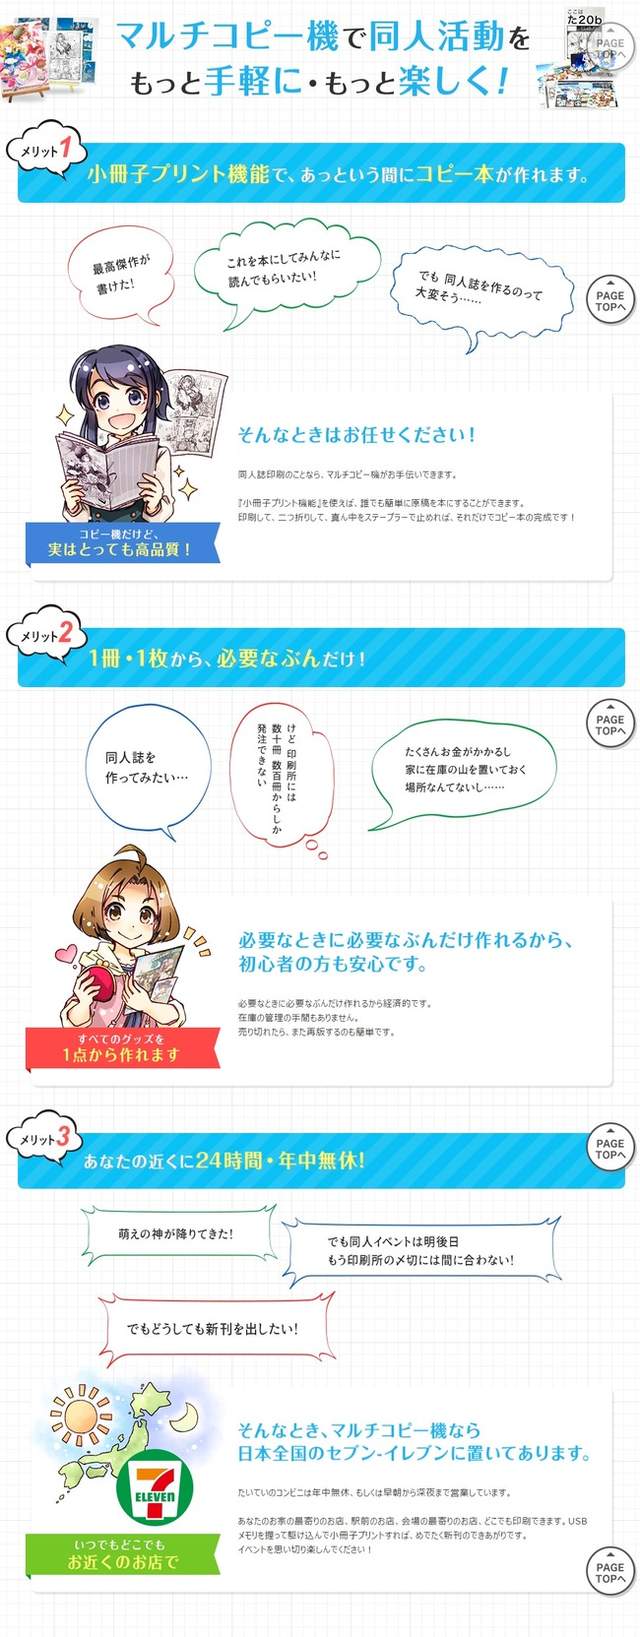 マルチコピー機で同人活動を
もっと手軽に・もっと楽しく!
ここは
た20b
PAGE
TOPへ
メリット1
小冊子プリント機能で、あっという間にコピー本が作れます。
最高傑作が
書けた!
これを本にしてみんなに
読んでもらいたい!
でも 同人誌を作るのって
大変そう……
PAGE
TOPへ
そんなときはお任せください!
同人誌印刷のことなら、マルチコピー機がお手伝いできます。
『小冊子プリント機能』を使えば、誰でも簡単に原稿を本にすることができます。
印刷して、二つ折りして、真ん中をステープラーで止めれば、それだけでコピー本の完成です!
コピー機だけど、
実はとっても高品質!
メリット2
1冊・1枚から、必要なぶんだけ!
PAGE
TOPへ
同人誌を
作ってみたい…
けど 印刷所には
数十冊 数百冊からしか
発注できない
たくさんお金がかかるし
家に在庫の山を置いておく
場所なんてないし……
必要なときに必要なぶんだけ作れるから、
初心者の方も安心です。
必要なときに必要なぶんだけ作れるから経済的です。
在庫の管理の手間もありません。
売り切れたら、また再版するのも簡単です。
すべてのグッズを
1点から作れます
メリット3
あなたの近くに24時間・年中無休!
PAGE
TOPへ
萌えの神が降りてきた!
でも同人イベントは明後日
もう印刷所の〆切には間に合わない!
でもどうしても新刊を出したい!
そんなとき、マルチコピー機なら
日本全国のセブン-イレブンに置いてあります。
7
ELEVEN
たいていのコンビニは年中無休、もしくは早朝から深夜まで営業しています。
あなたのお家の最寄りのお店、駅前のお店、会場の最寄りのお店、どこでも印刷できます。USB
メモリを握って駆け込んで小冊子プリントすれば、めでたく新刊のできあがりです。
イベントを思い切り楽しんでください!
いつでもどこでも
お近くのお店で
PAGE
TOPへ